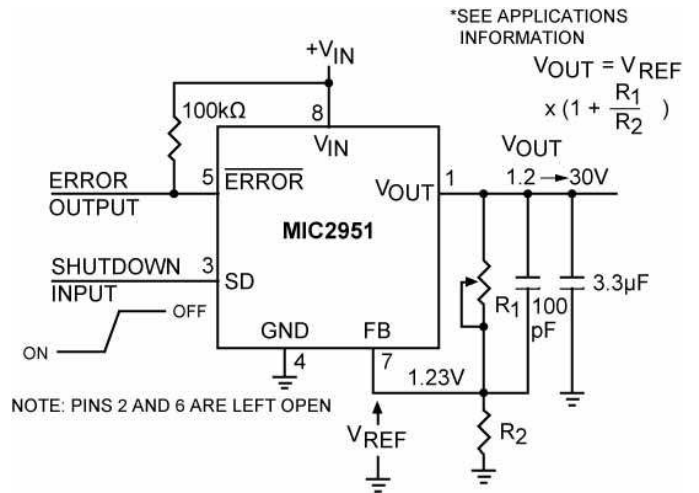 *SEE APPLICATIONS
INFORMATION
VOUT = VREF
x (1 + R1
R2 )
+VIN
100kΩ
8
VIN
ERROR
OUTPUT
5
ERROR
VOUT
1
VOUT
1.2 → 30V
MIC2951
SHUTDOWN
INPUT
3
SD
R1
100
pF
3.3µF
OFF
ON
GND
FB
4
7
1.23V
NOTE: PINS 2 AND 6 ARE LEFT OPEN
VREF
R2